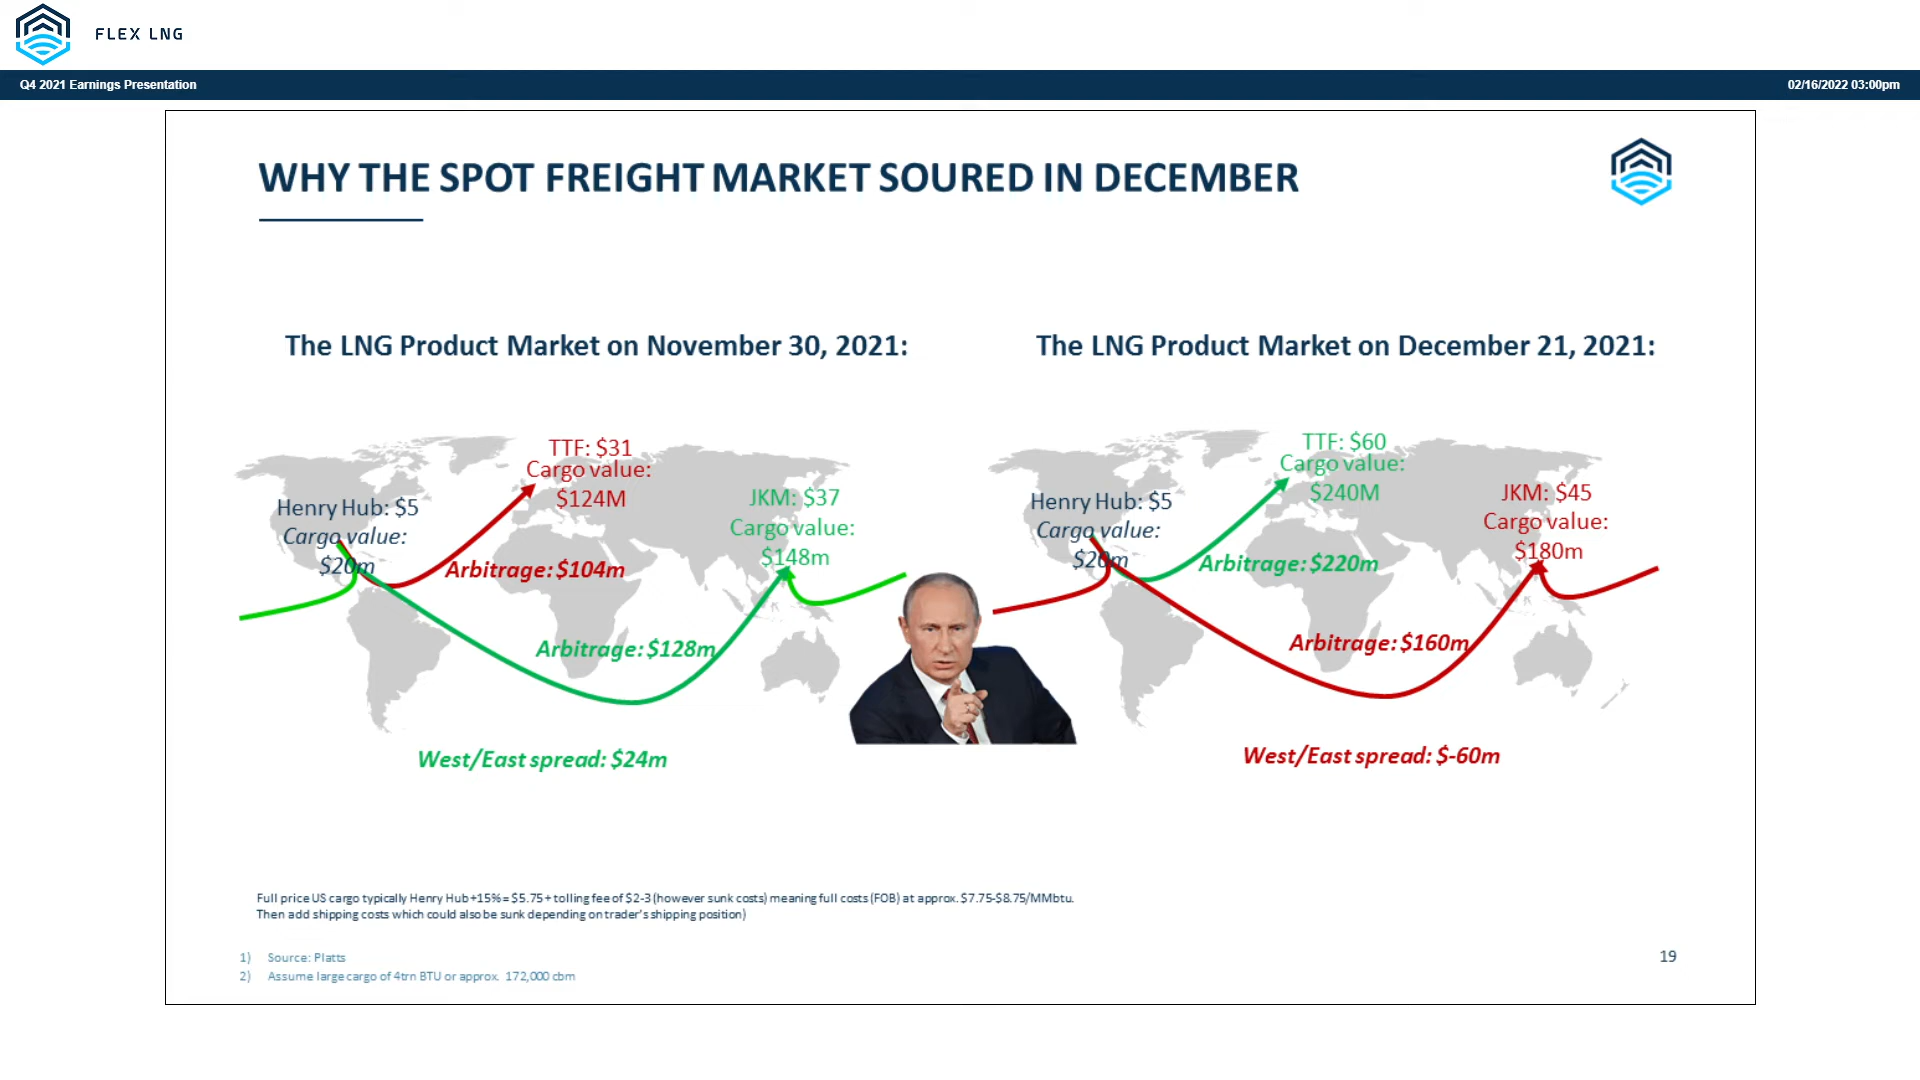 FLEX LNG
Q4 2021 Earnings Presentation
02/16/2022 03:00pm
WHY THE SPOT FREIGHT MARKET SOURED IN DECEMBER
The LNG Product Market on November 30, 2021:
TTF: $31
Cargo value:
$124M
Henry Hub: $5
Cargo value:
$20m
JKM: $37
Cargo value:
$148m
Arbitrage: $104m
Arbitrage: $128m
West/East spread: $24m
The LNG Product Market on December 21, 2021:
TTF: $60
Cargo value:
$240M
Henry Hub: $5
Cargo value:
$20m
JKM: $45
Cargo value:
$180m
Arbitrage: $220m
Arbitrage: $160m
West/East spread: $-60m
Full price US cargo typically Henry Hub +15% = $5.75 + tolling fee of $2-3 (however sunk costs) meaning full costs (FOB) at approx. $7.75-$8.75/MMbtu.
Then add shipping costs which could also be sunk depending on trader's shipping position)
1) Source: Platts
2) Assume large cargo of 4trn BTU or approx. 172,000 cbm
19